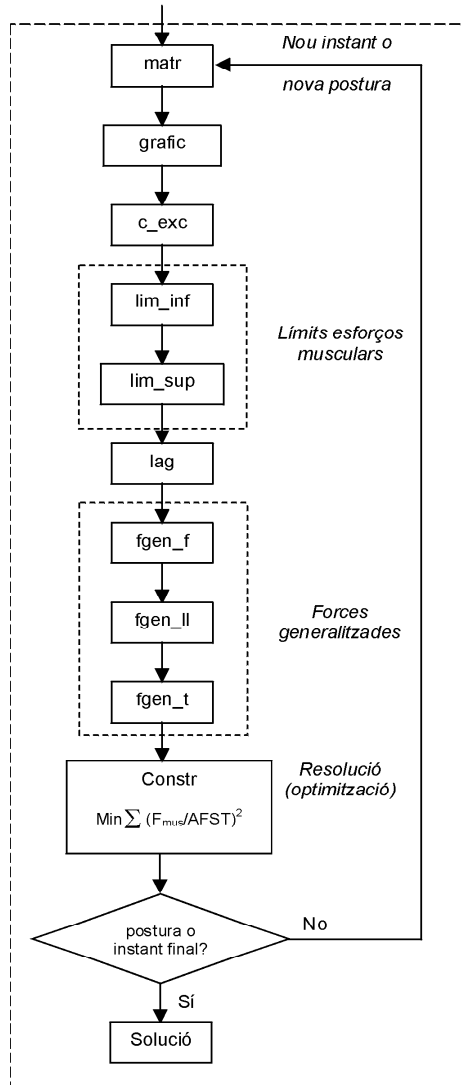 Nou instant o
matr
nova postura
grafic
c_exc
lim_inf
Límits esforços
musculars
lim_sup
lag
fgen_f
fgen_ll
Forces
generalitzades
fgen_t
Constr
Resolució
(optimització)
Min∑ (Fmus/AFST)²
postura o
instant final?
No
Sí
Solució